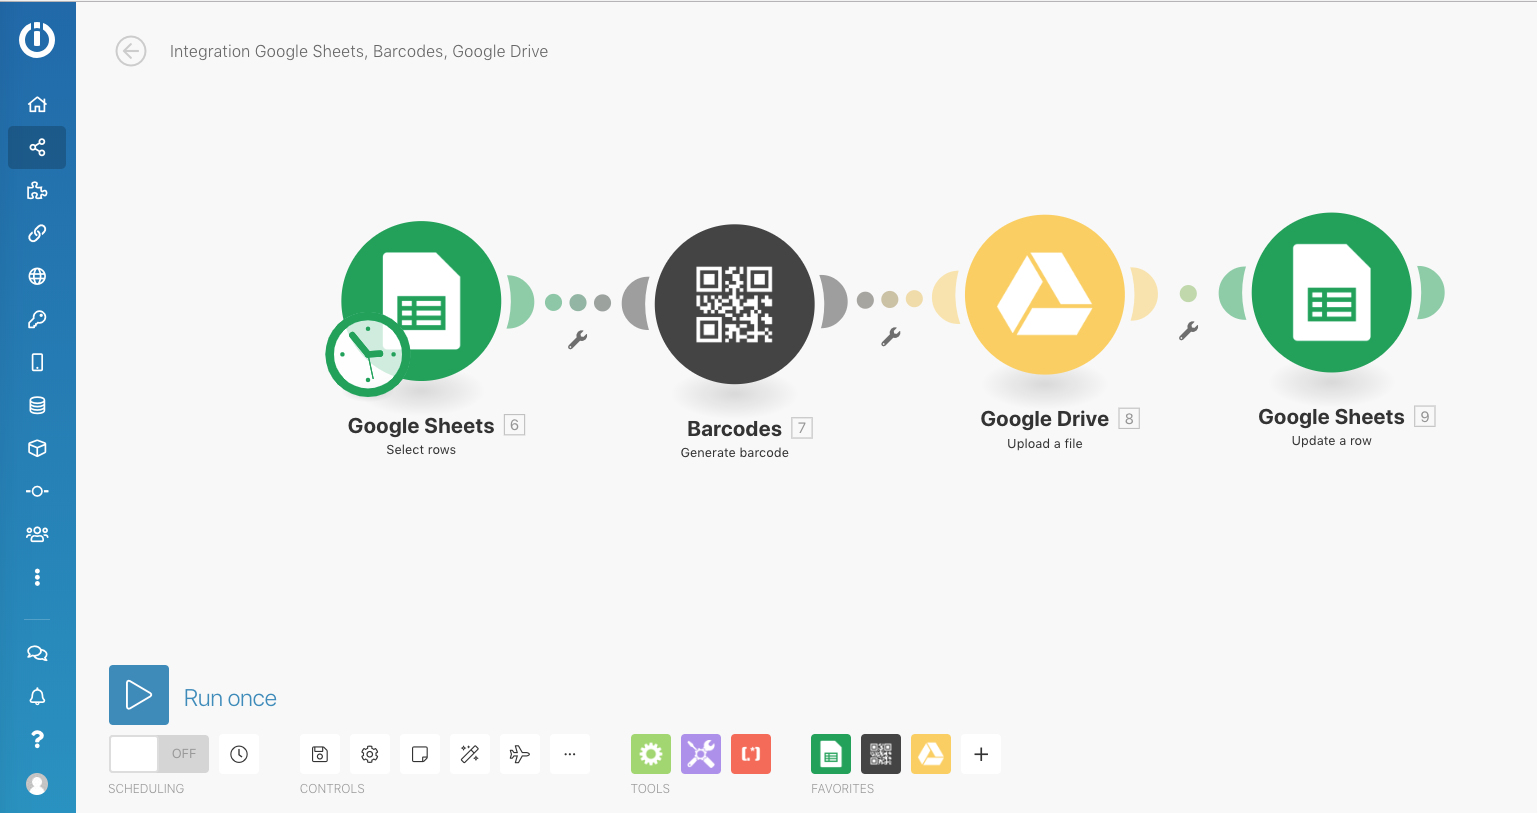 Integration Google Sheets, Barcodes, Google Drive
Google Sheets 6
Select rows
Barcodes 7
Generate barcode
Google Drive 8
Upload a file
Google Sheets 9
Update a row
Run once
OFF
SCHEDULING
CONTROLS
TOOLS
FAVORITES